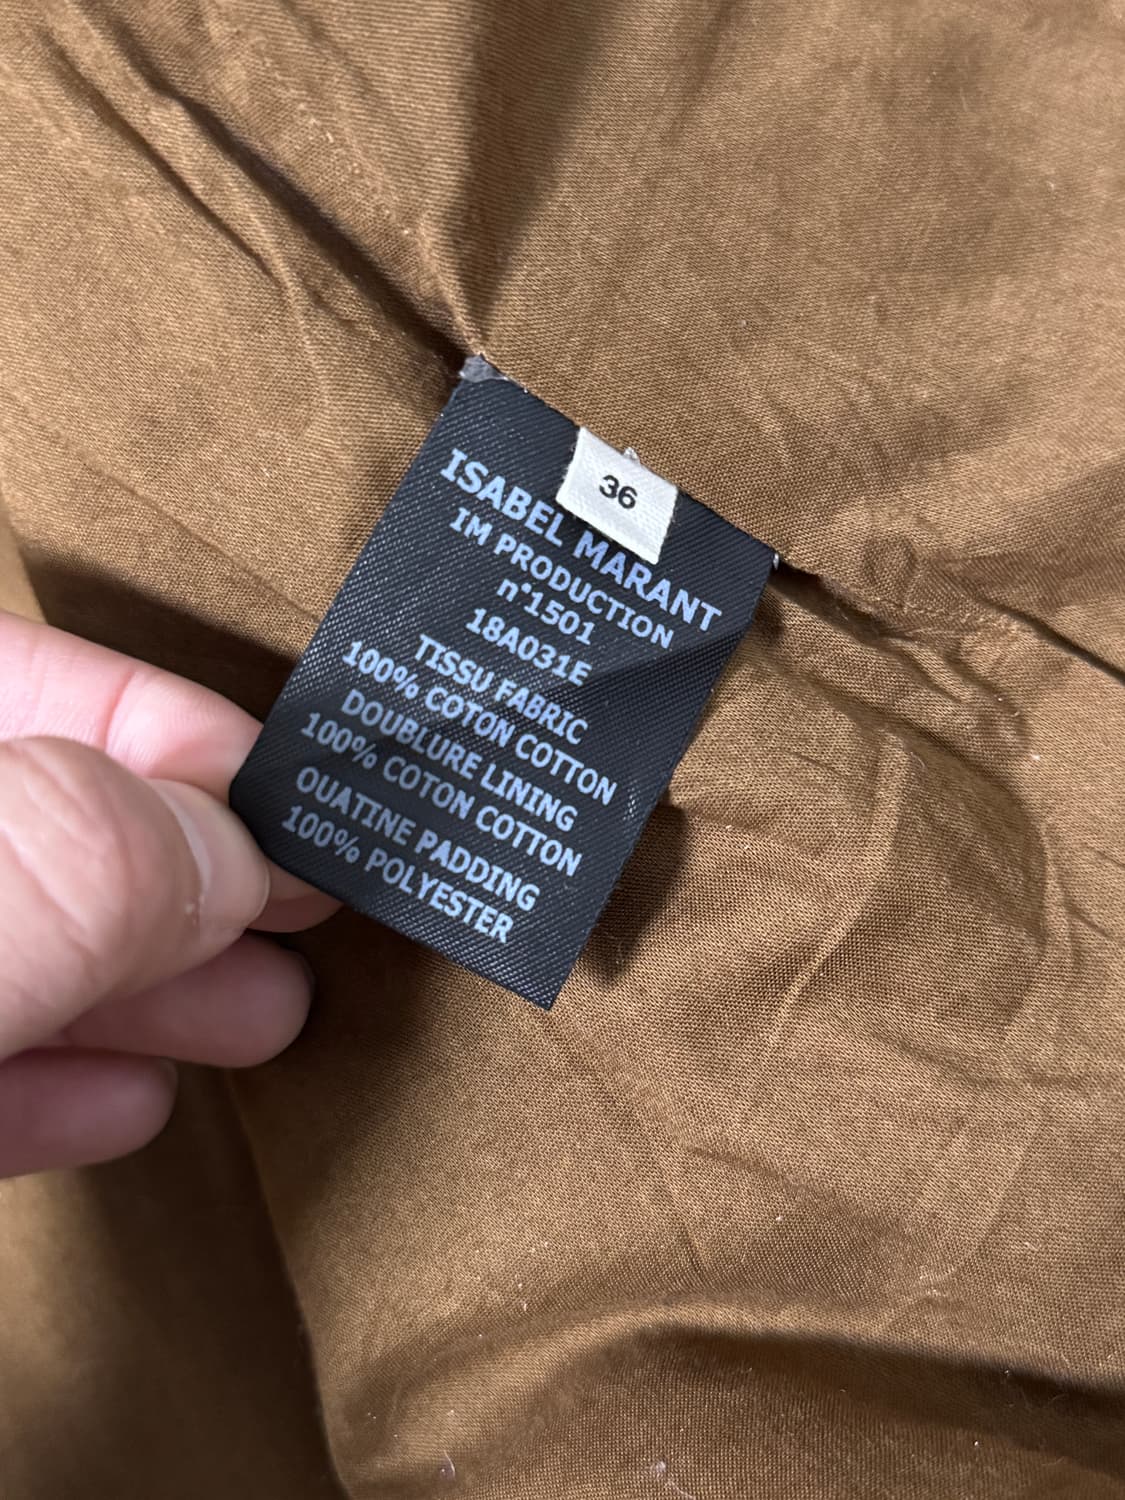 36
ISABEL MARANT
IM PRODUCTION
n°1501
18A031E
TISSU FABRIC
100% COTON COTTON
DOUBLURE LINING
100% COTON COTTON
OUATINE PADDING
100% POLYESTER